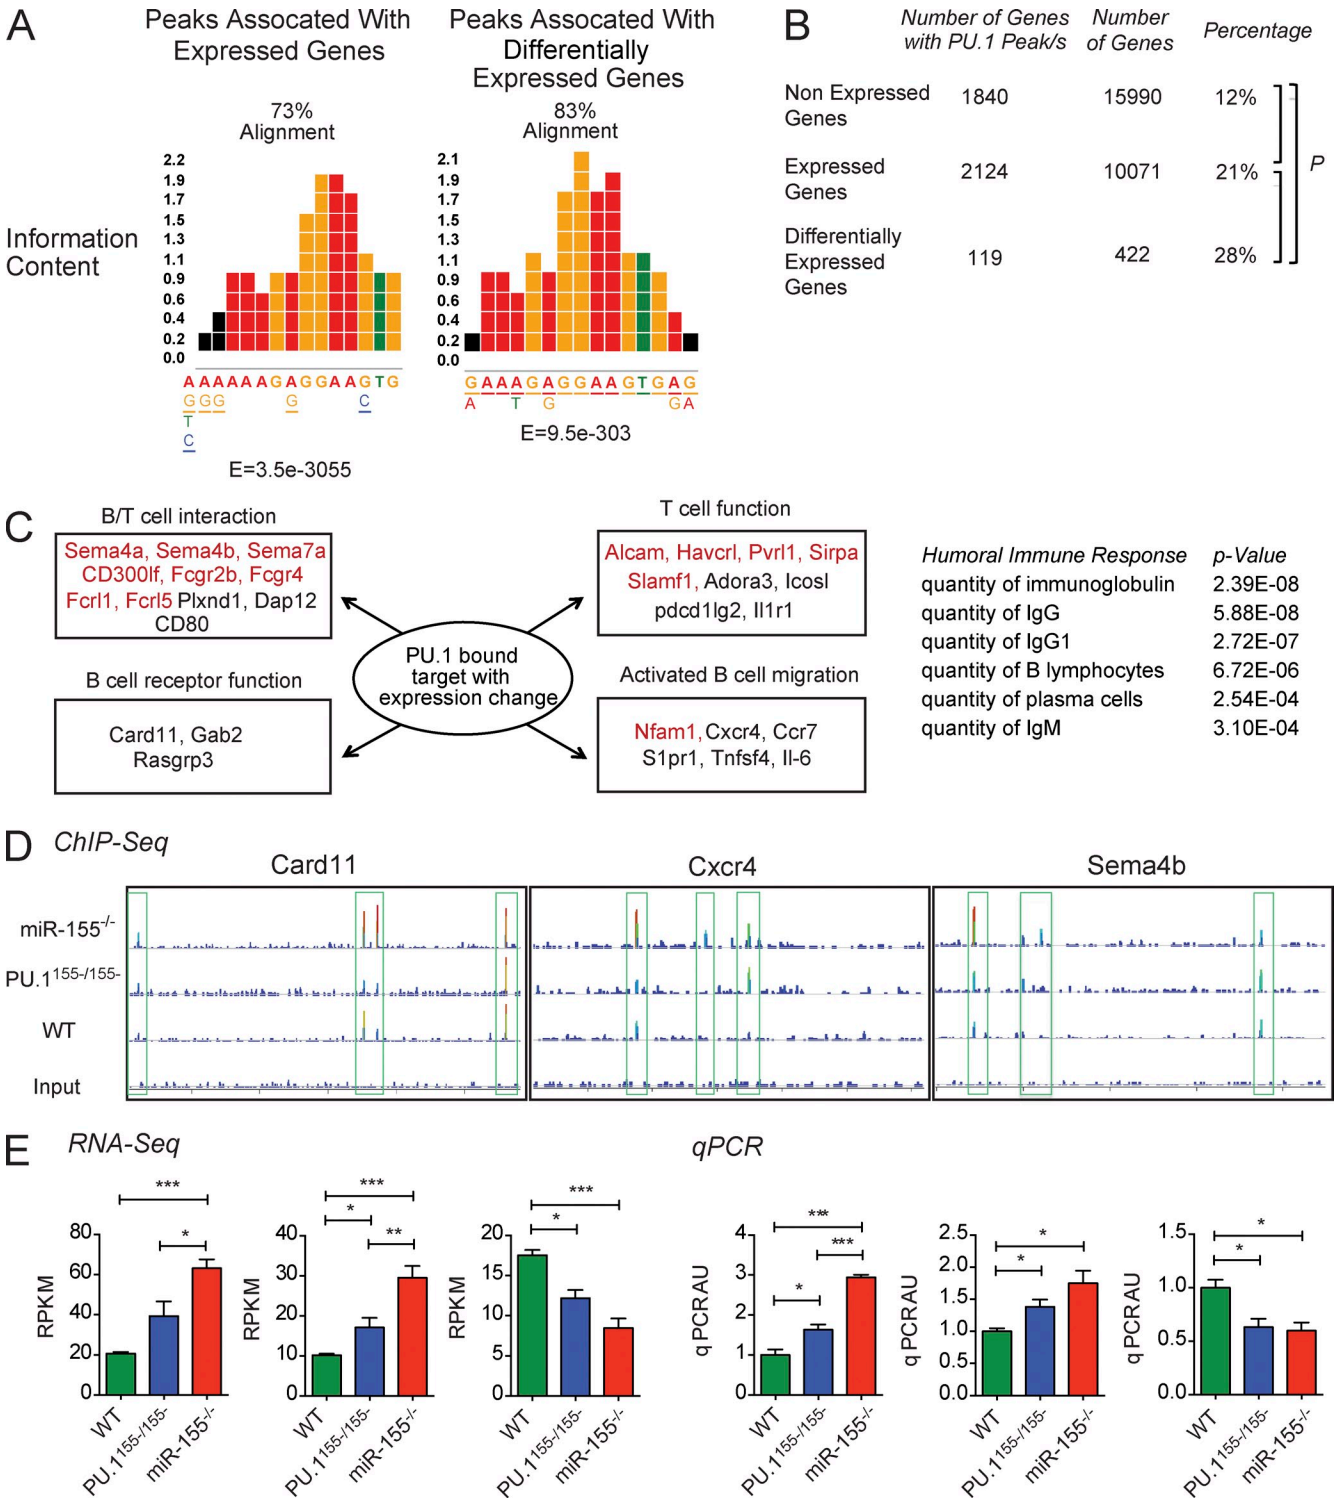 A
Peaks Assocated With
Expressed Genes
73%
Alignment
Peaks Assocated With
Differentially
Expressed Genes
83%
Alignment
Information
Content
2.2
1.9
1.7
1.5
1.3
1.1
0.9
0.6
0.4
0.2
0.0
A A A A A A G A G G A A G T G
G G G G C
T
C
E=3.5e-3055
2.1
1.9
1.7
1.5
1.3
1.1
0.9
0.6
0.4
0.2
0.0
G A A A G A G G A A G T G A G
A T G G A
E=9.5e-303
B
Number of Genes
with PU.1 Peak/s
Number
of Genes
Percentage
Non Expressed
Genes
1840
15990
12%
Expressed
Genes
2124
10071
21%
Differentially
Expressed
Genes
119
422
28%
P
C
B/T cell interaction
Sema4a, Sema4b, Sema7a
CD300lf, Fcgr2b, Fcgr4
Fcrl1, Fcrl5 Plxnd1, Dap12
CD80
T cell function
Alcam, Havcrl, Pvrl1, Sirpa
Slamf1, Adora3, Icosl
pdcd1lg2, Il1r1
PU.1 bound
target with
expression change
B cell receptor function
Card11, Gab2
Rasgrp3
Activated B cell migration
Nfam1, Cxcr4, Ccr7
S1pr1, Tnfsf4, Il-6
Humoral Immune Response p-Value
quantity of immunoglobulin 2.39E-08
quantity of IgG 5.88E-08
quantity of IgG1 2.72E-07
quantity of B lymphocytes 6.72E-06
quantity of plasma cells 2.54E-04
quantity of IgM 3.10E-04
D
ChIP-Seq
Card11
Cxcr4
Sema4b
miR-155-/-
PU.1155-/155-
WT
Input
E
RNA-Seq
qPCR
RPKM
80
60
40
20
0
***
*
WT
PU.1155-/155-
miR-155-/-
RPKM
40
30
20
10
0
***
*
**
WT
PU.1155-/155-
miR-155-/-
RPKM
20
15
10
5
0
***
*
WT
PU.1155-/155-
miR-155-/-
qPCRAU
4
3
2
1
0
***
***
*
WT
PU.1155-/155-
miR-155-/-
qPCRAU
2.5
2.0
1.5
1.0
0.5
0.0
*
*
WT
PU.1155-/155-
miR-155-/-
qPCRAU
1.5
1.0
0.5
0.0
*
*
WT
PU.1155-/155-
miR-155-/-